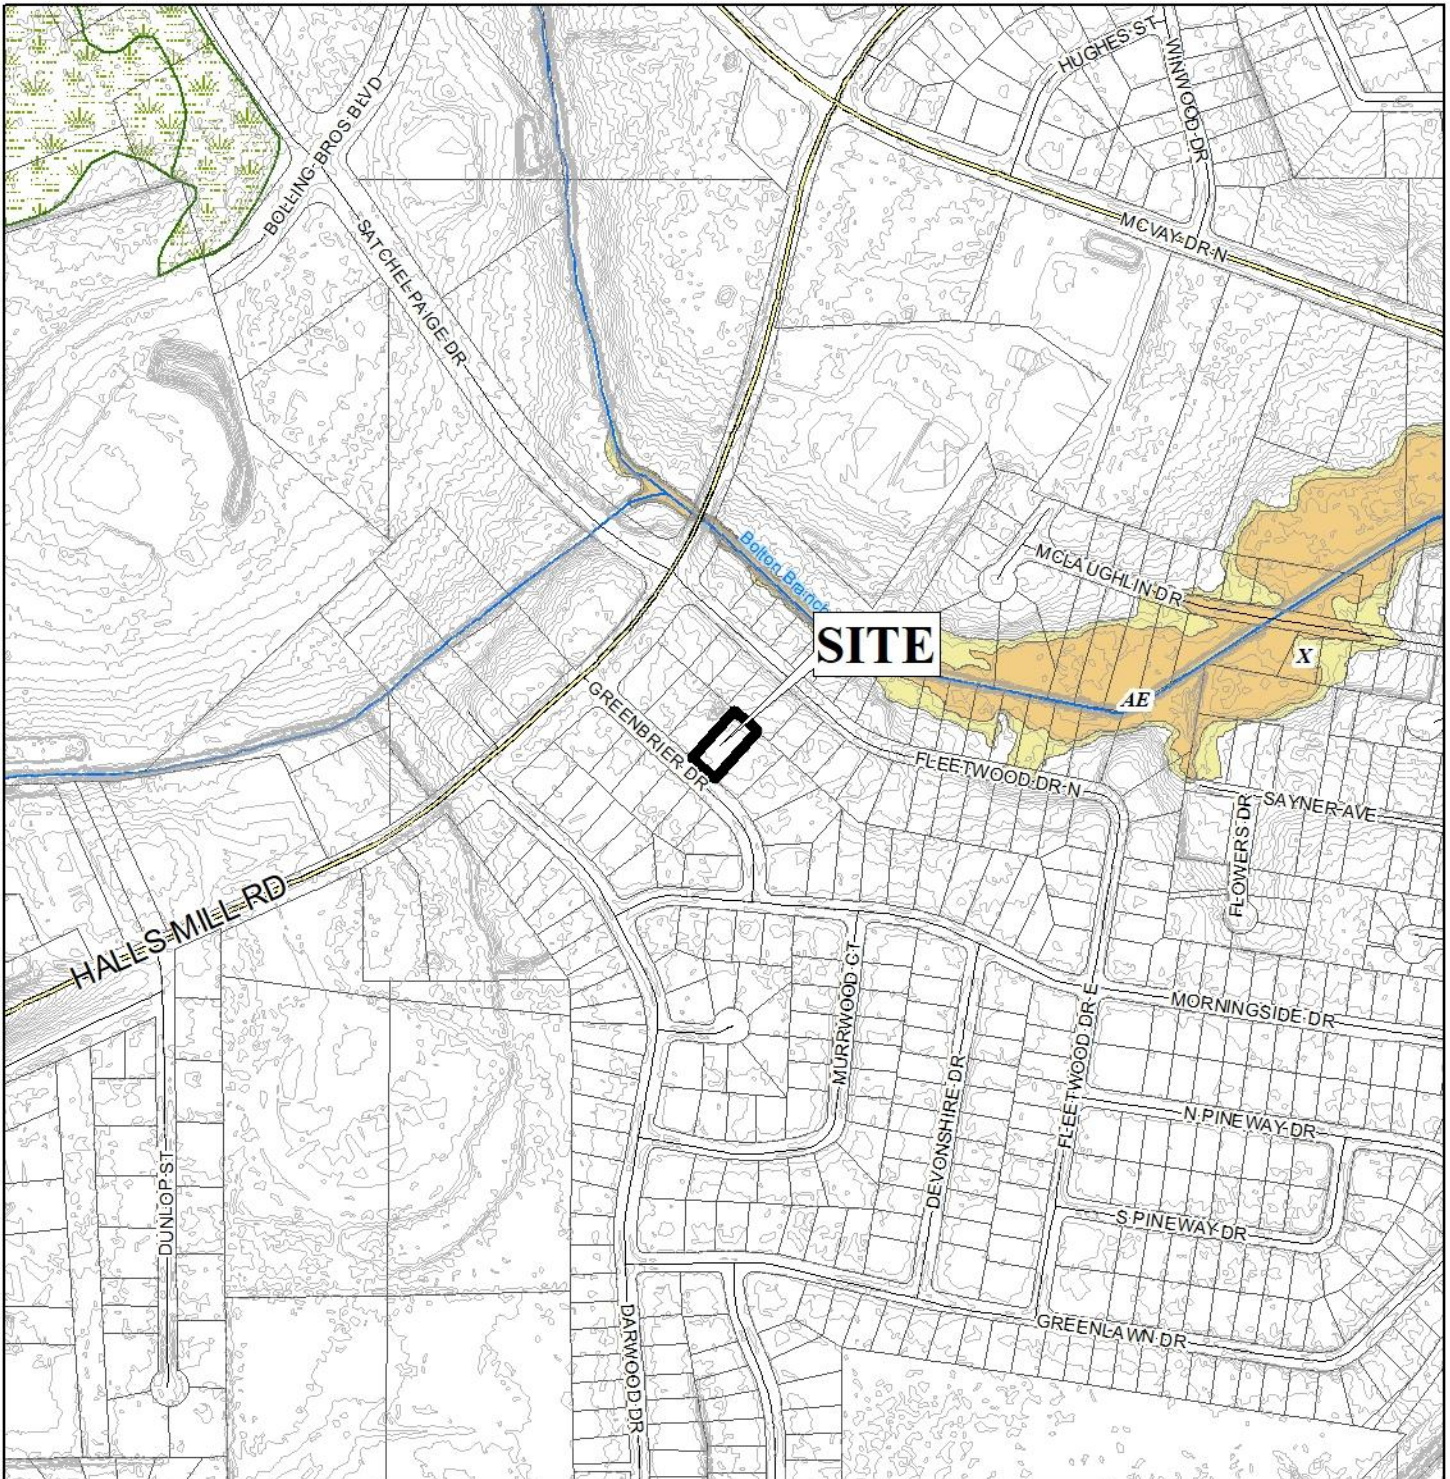 HUGHES ST
WINWOOD DR
BOLLING BROS BLVD
SATCHEL PAIGE DR
MCVAY DR N
Bolton Branch
MCLAUGHLIN DR
SITE
X
AE
GREENBRIER DR
FLEETWOOD DR N
SAYNER AVE
FLOWERS DR
HALLS MILL RD
MURRWOOD CT
MORNINGSIDE DR
FLEETWOOD DR E
DEVONSHIRE DR
N PINEWAY DR
DUNLOP ST
S PINEWAY DR
GREENLAWN DR
DARWOOD DR